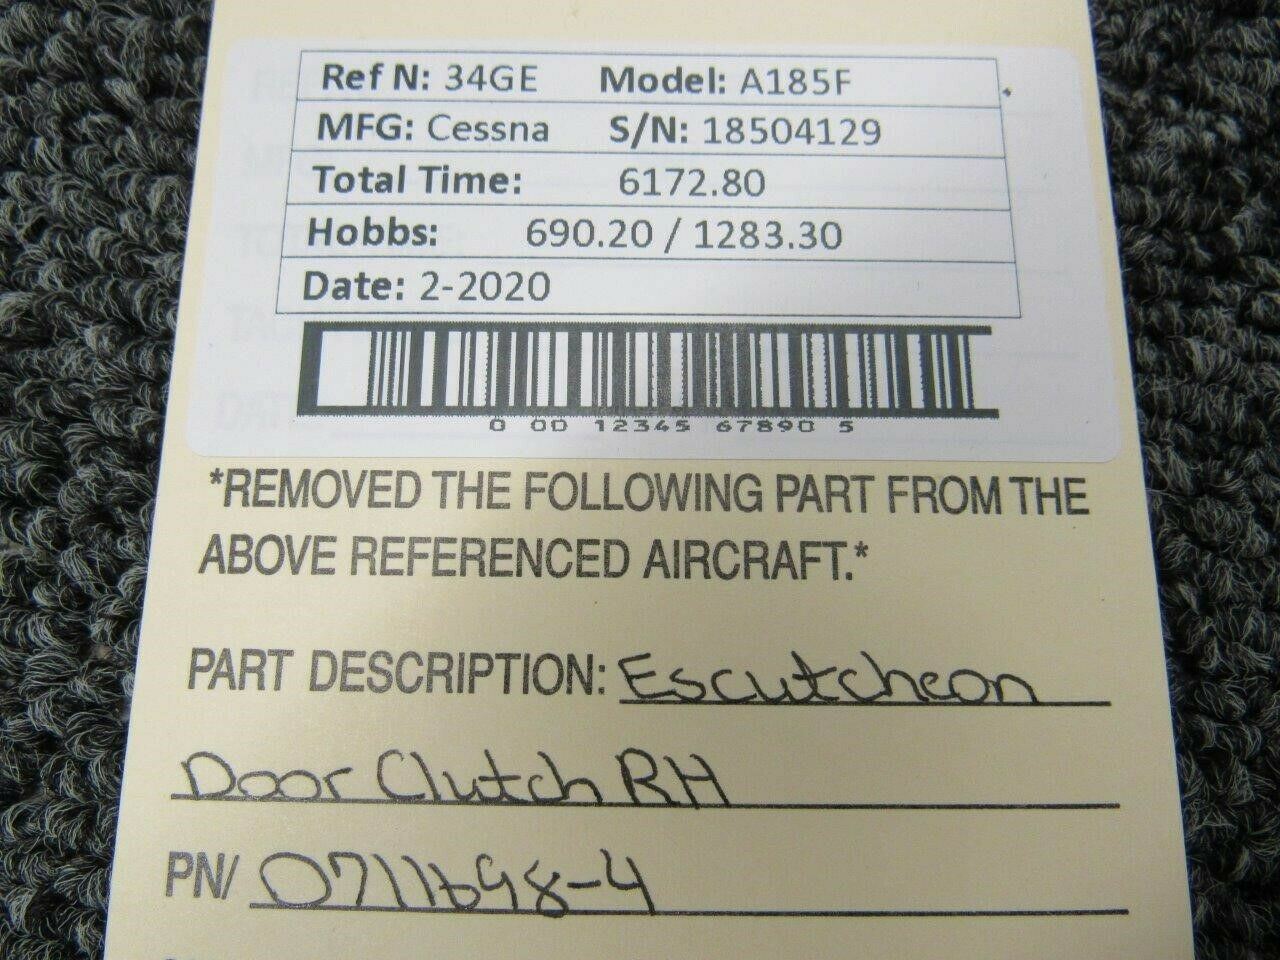 Ref N: 34GE Model: A185F
MFG: Cessna S/N: 18504129
Total Time: 6172.80
Hobbs: 690.20 / 1283.30
Date: 2-2020
0 00 12345 67890 5
*REMOVED THE FOLLOWING PART FROM THE
ABOVE REFERENCED AIRCRAFT.*
PART DESCRIPTION: Escutcheon
Door Clutch RH
PN/ 0711698-4